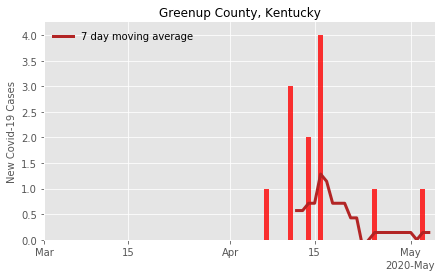 Greenup County, Kentucky
7 day moving average
New Covid-19 Cases
4.0
3.5
3.0
2.5
2.0
1.5
1.0
0.5
0.0
Mar 15 Apr 15 May
2020-May